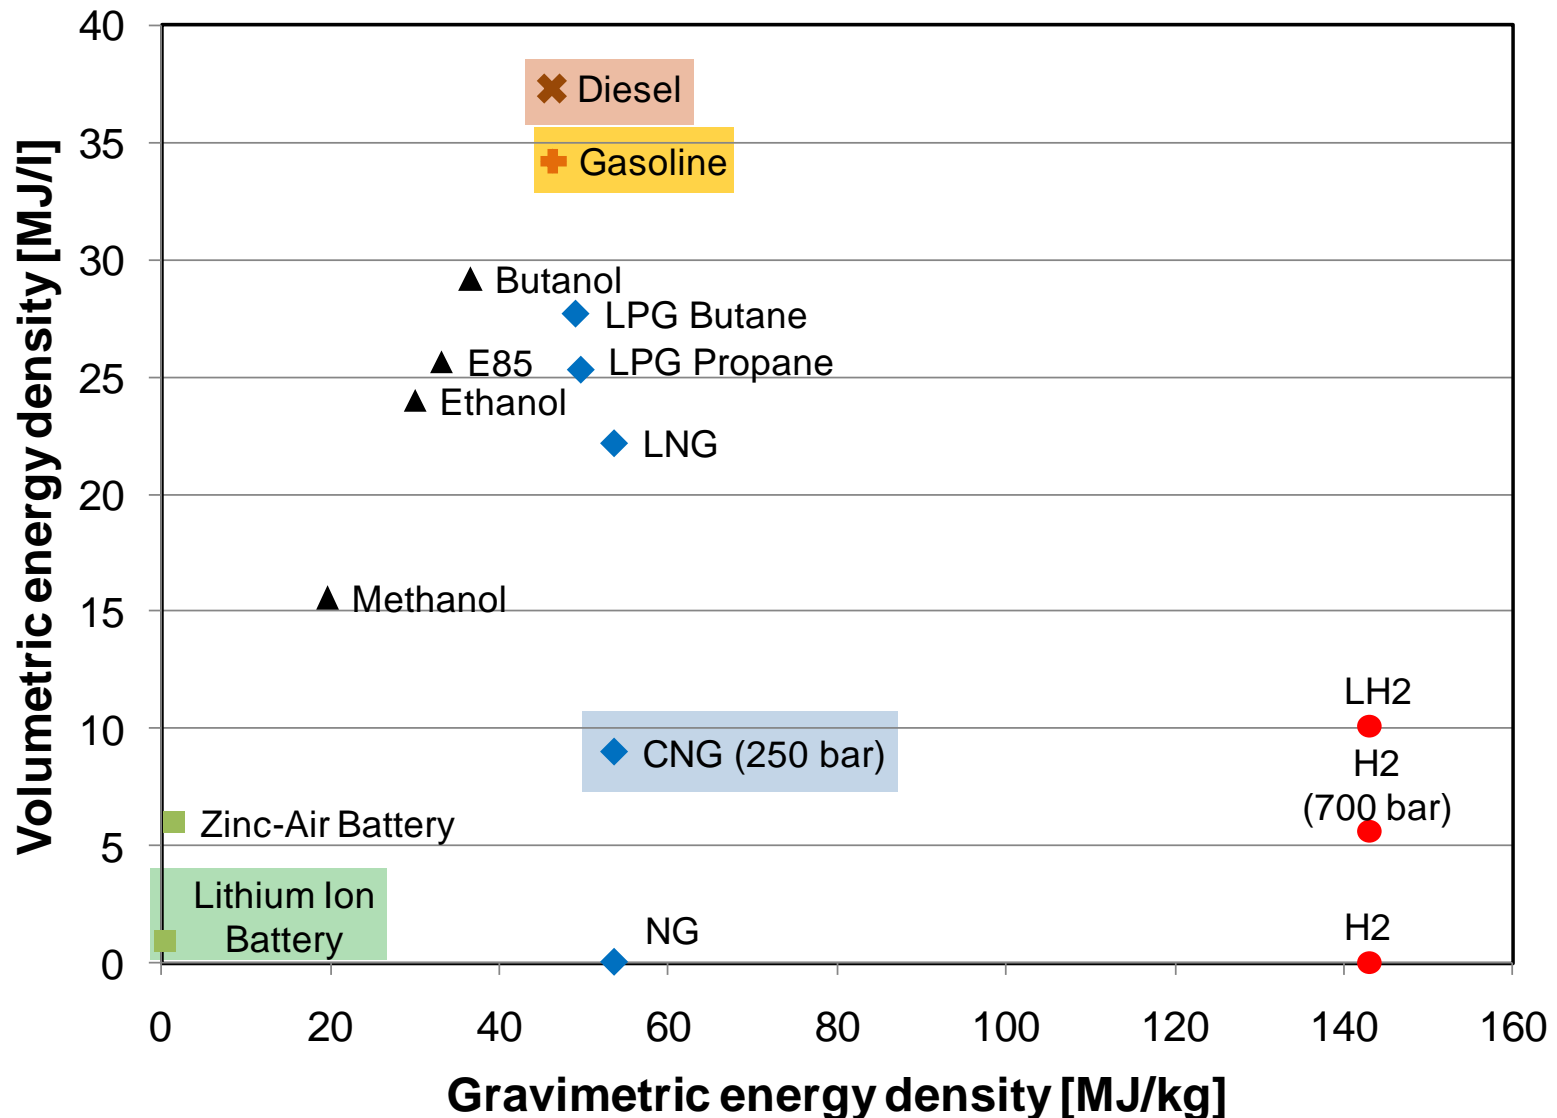 40
35
30
25
20
15
10
5
0
Volumetric energy density [MJ/l]
Diesel
Gasoline
Butanol
LPG Butane
E85
LPG Propane
Ethanol
LNG
Methanol
LH2
H2
(700 bar)
CNG (250 bar)
Zinc-Air Battery
Lithium Ion
Battery
NG
H2
0 20 40 60 80 100 120 140 160
Gravimetric energy density [MJ/kg]